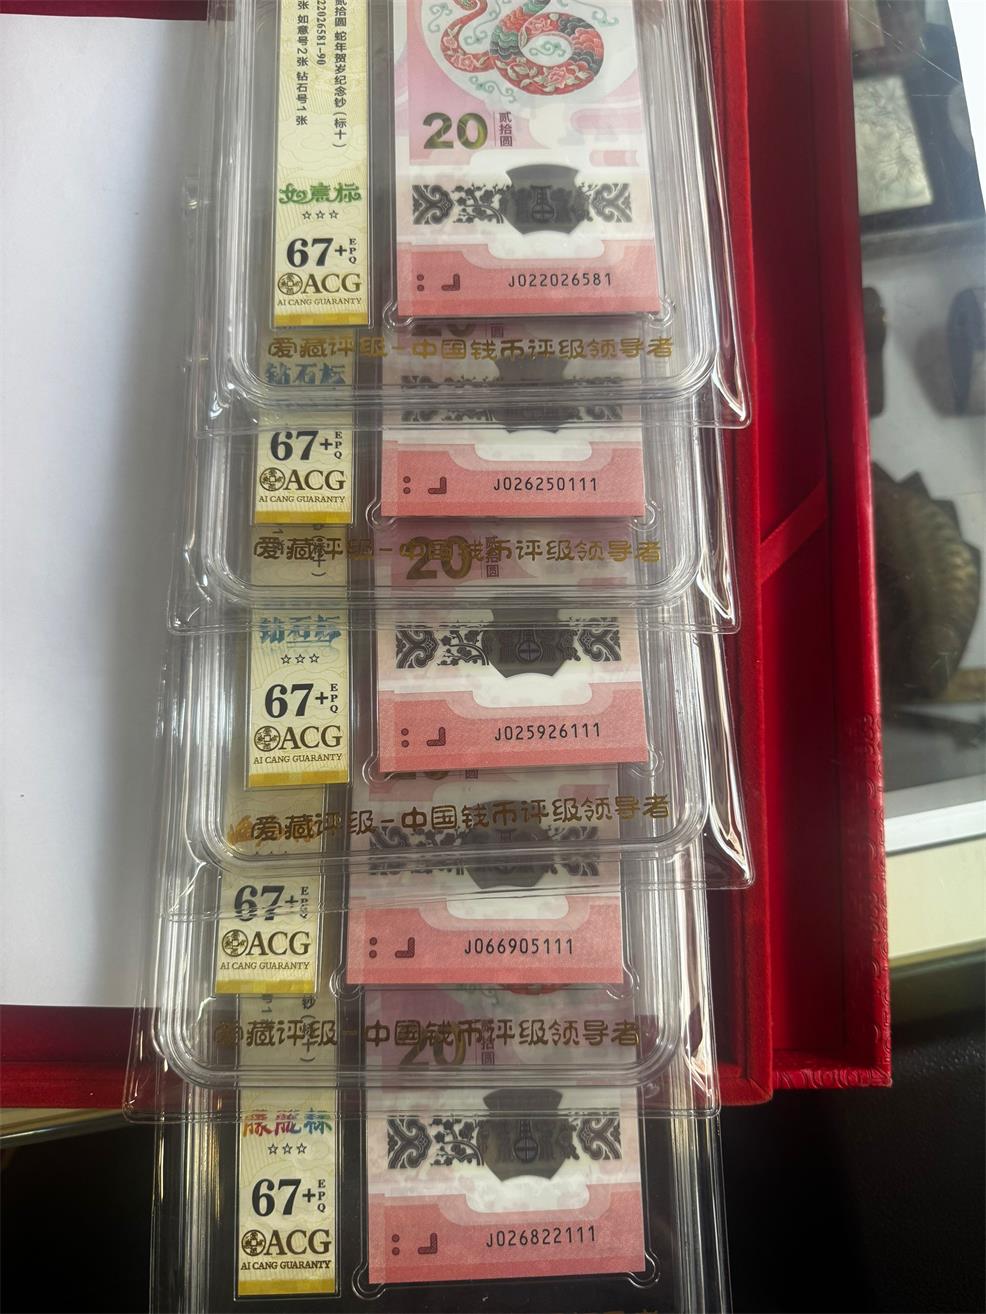 贰拾圆 蛇年贺岁纪念钞(标十)
22026581-90
张 如意号2张 钻石号1张
如意标
☆☆☆
67+EPQ
ACG
AI CANG GUARANTY
20
贰拾圆
J022026581
爱藏评级-中国钱币评级领导者
钻石标
67+EPQ
ACG
AI CANG GUARANTY
J026250111
爱藏评级-中国钱币评级领导者
20
拾圆
钻石标
☆☆☆
67+EPQ
ACG
AI CANG GUARANTY
J025926111
爱藏评级-中国钱币评级领导者
67+EPQ
ACG
AI CANG GUARANTY
J066905111
爱藏评级-中国钱币评级领导者
20
拾圆
☆☆☆
67+EPQ
ACG
AI CANG GUARANTY
J026822111